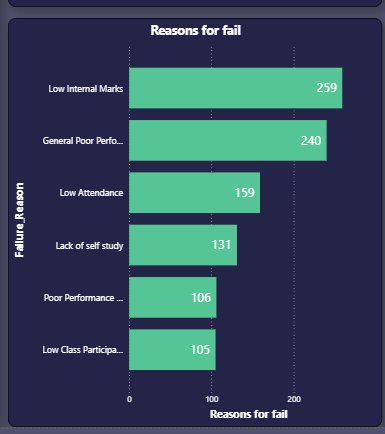 Reasons for fail
Failure_Reason
Low Internal Marks 259
General Poor Perfo... 240
Low Attendance 159
Lack of self study 131
Poor Performance ... 106
Low Class Participa... 105
0 100 200
Reasons for fail